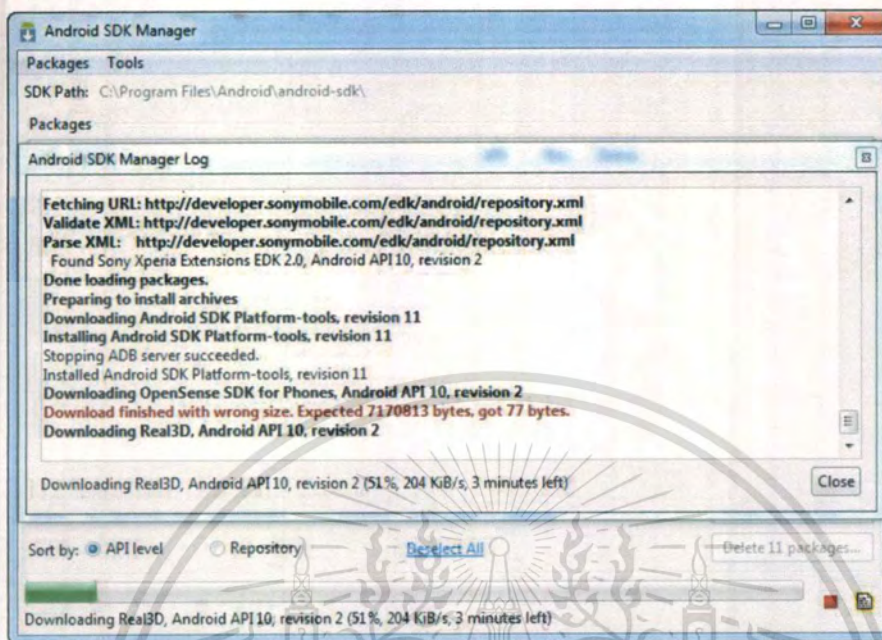 Android SDK Manager
Packages Tools
SDK Path: C:\Program Files\Android\android-sdk\
Packages
Android SDK Manager Log
Fetching URL: http://developer.sonymobile.com/edk/android/repository.xml
Validate XML: http://developer.sonymobile.com/edk/android/repository.xml
Parse XML: http://developer.sonymobile.com/edk/android/repository.xml
Found Sony Xperia Extensions EDK 2.0, Android API 10, revision 2
Done loading packages.
Preparing to install archives
Downloading Android SDK Platform-tools, revision 11
Installing Android SDK Platform-tools, revision 11
Stopping ADB server succeeded.
Installed Android SDK Platform-tools, revision 11
Downloading OpenSense SDK for Phones, Android API 10, revision 2
Download finished with wrong size. Expected 7170813 bytes, got 77 bytes.
Downloading Real3D, Android API 10, revision 2
Downloading Real3D, Android API 10, revision 2 (51%, 204 KiB/s, 3 minutes left)
Close
Sort by: API level Repository Deselect All Delete 11 packages...
Downloading Real3D, Android API 10, revision 2 (51%, 204 KiB/s, 3 minutes left)